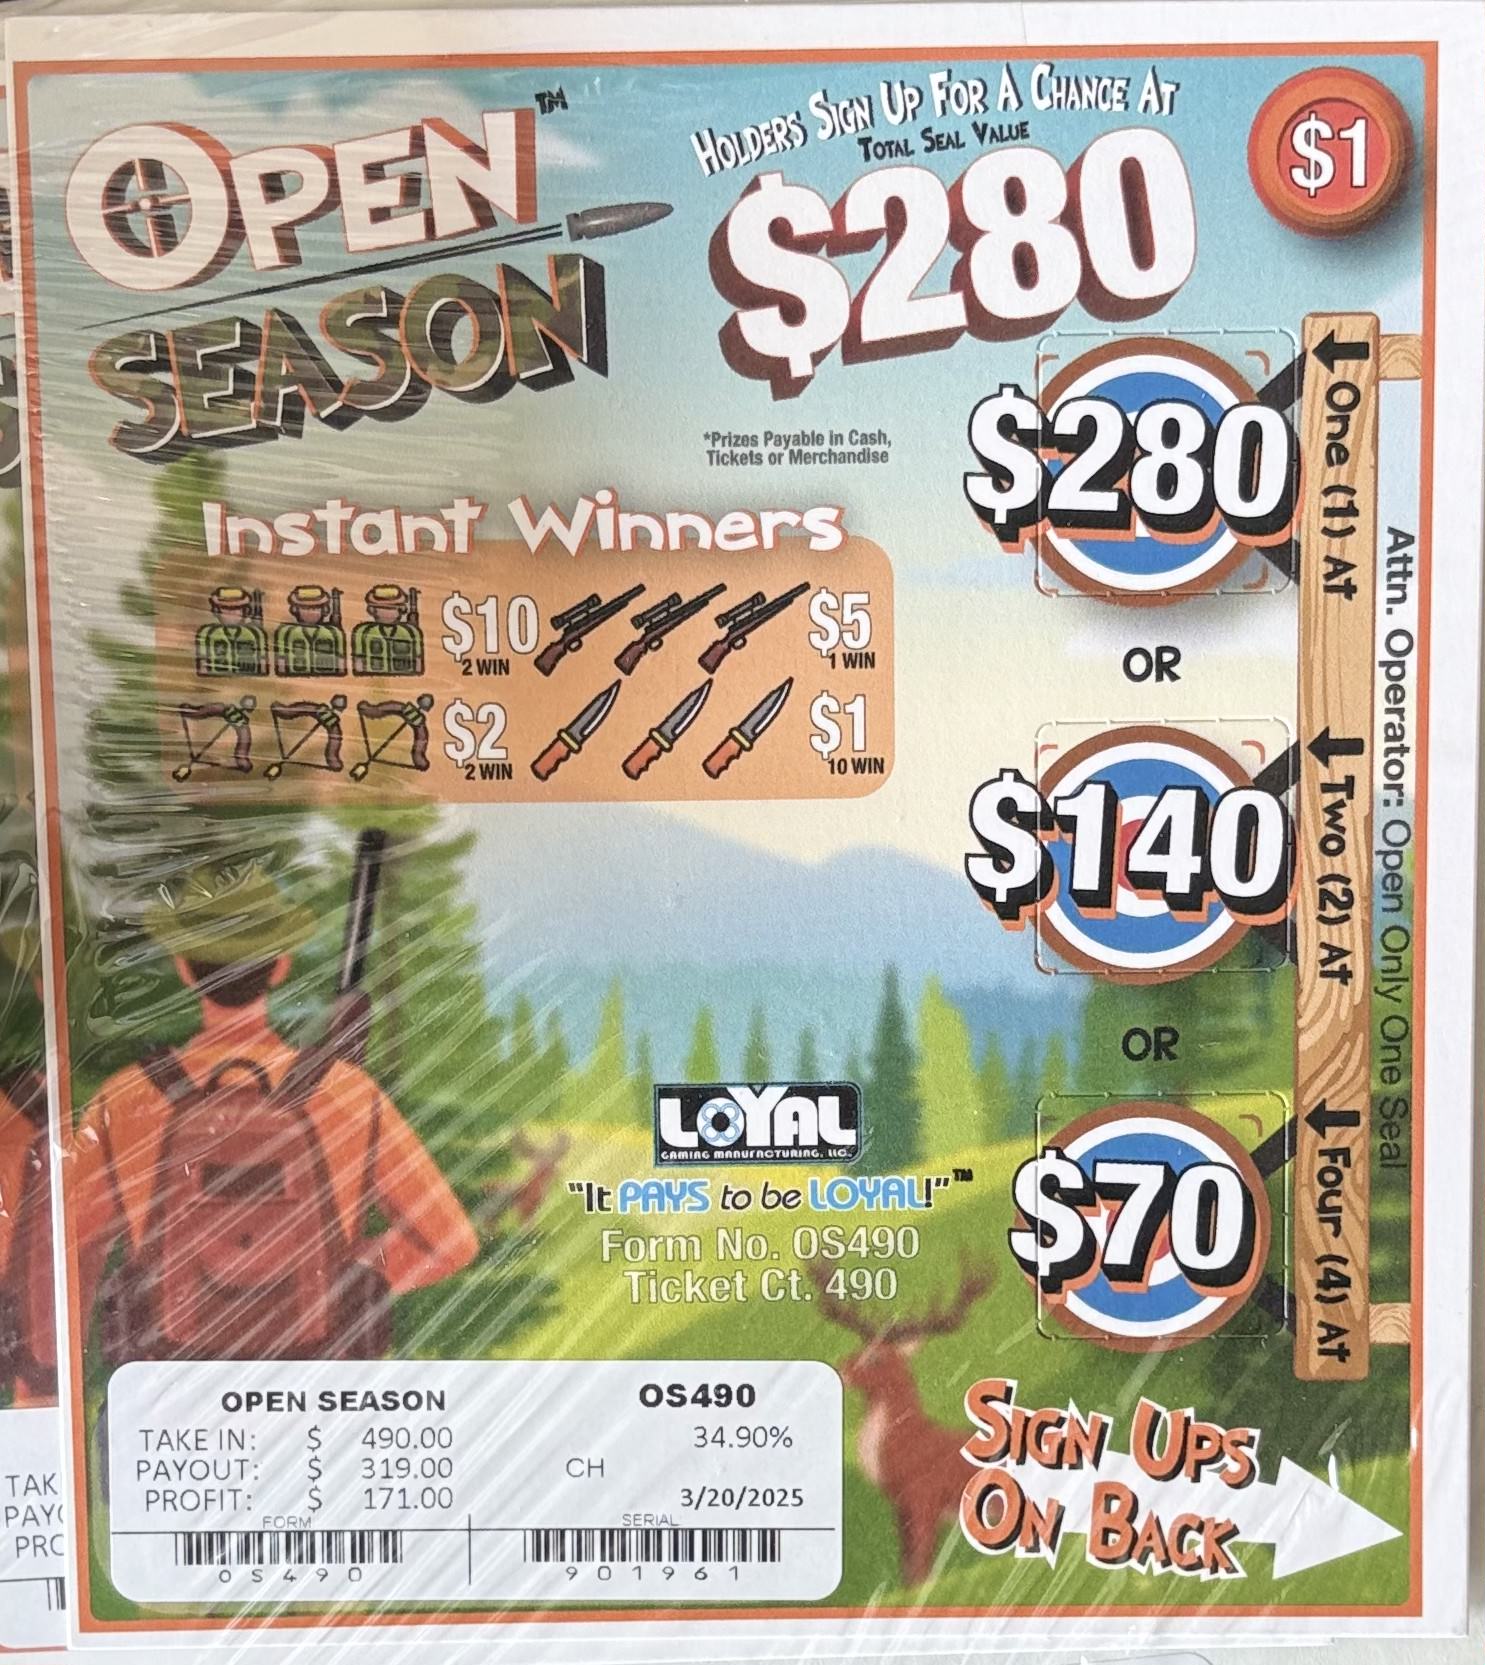 OPEN™
SEASON
HOLDERS SIGN UP FOR A CHANCE AT
TOTAL SEAL VALUE
$280
$1
*Prizes Payable in Cash,
Tickets or Merchandise
Instant Winners
$10
2 WIN
$5
1 WIN
$2
2 WIN
$1
10 WIN
$280
One (1) At
OR
$140
Two (2) At
OR
$70
Four (4) At
Attn. Operator: Open Only One Seal
LOYAL
GAMING MANUFACTURING, LLC.
"It PAYS to be LOYAL!"™
Form No. OS490
Ticket Ct. 490
SIGN UPS
ON BACK
OPEN SEASON OS490
TAKE IN: $ 490.00 34.90%
PAYOUT: $ 319.00 CH
PROFIT: $ 171.00 3/20/2025
FORM SERIAL
OS490 901961
TAK
PAY
PRO